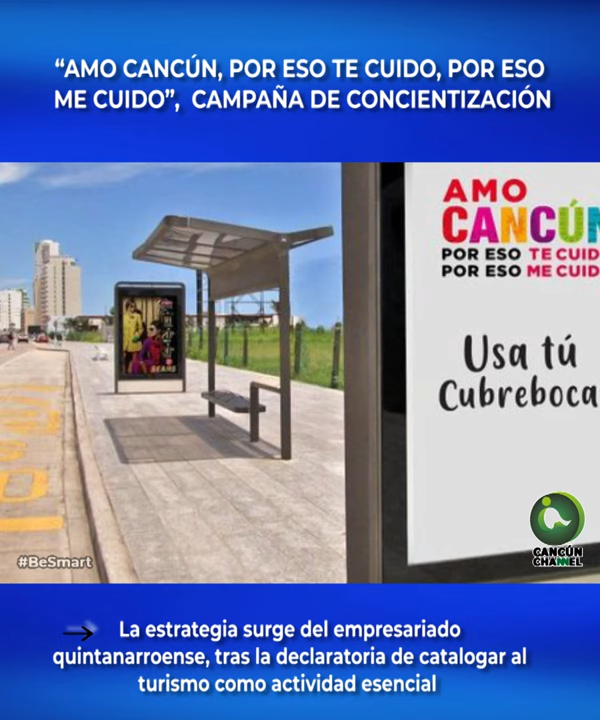 “AMO CANCÚN, POR ESO TE CUIDO, POR ESO
ME CUIDO”, CAMPAÑA DE CONCIENTIZACIÓN
AMO
CANCÚN
POR ESO TE CUID
POR ESO ME CUID
Usa tú
Cubreboca
#BeSmart
CANCÚN
CHANNEL
La estrategia surge del empresariado
quintanarroense, tras la declaratoria de catalogar al
turismo como actividad esencial